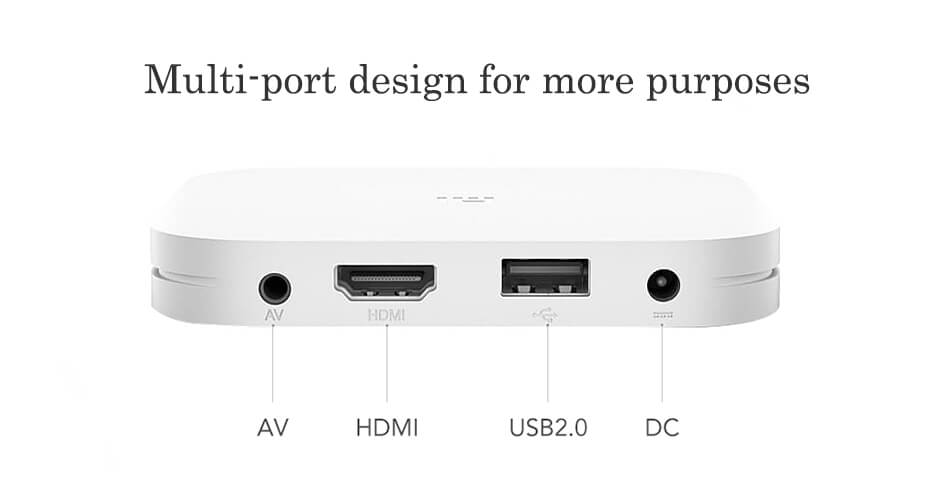 Multi-port design for more purposes
AV
HDMI
AV
HDMI
USB2.0
DC